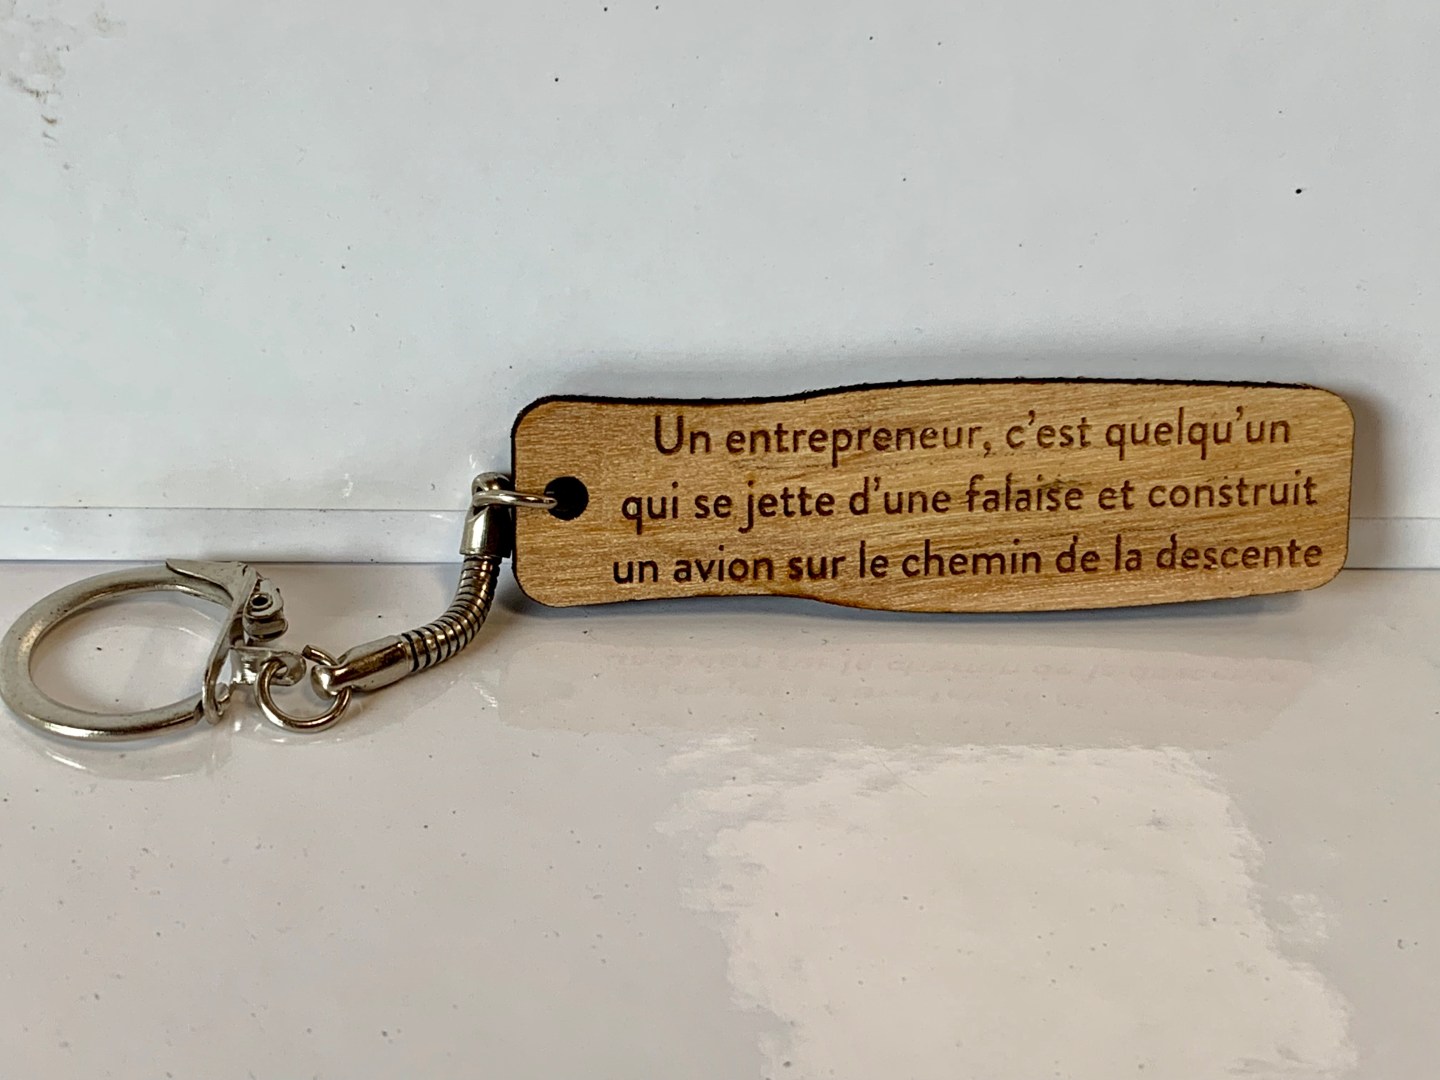 Un entrepreneur, c'est quelqu'un
qui se jette d'une falaise et construit
un avion sur le chemin de la descente